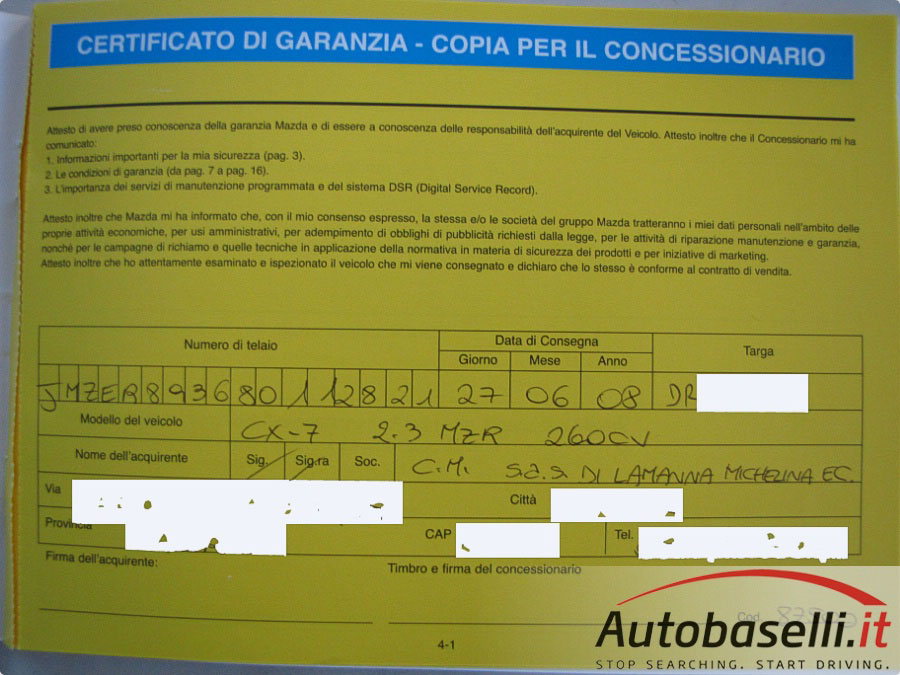 CERTIFICATO DI GARANZIA - COPIA PER IL CONCESSIONARIO
Attesto di avere preso conoscenza della garanzia Mazda e di essere a conoscenza delle responsabilità dell'acquirente del Veicolo. Attesto inoltre che il Concessionario mi ha
comunicato:
1. Informazioni importanti per la mia sicurezza (pag. 3).
2. Le condizioni di garanzia (da pag. 7 a pag. 16).
3. L'importanza dei servizi di manutenzione programmata e del sistema DSR (Digital Service Record).
Attesto inoltre che Mazda mi ha informato che, con il mio consenso espresso, la stessa e/o le società del gruppo Mazda tratteranno i miei dati personali nell'ambito delle
proprie attività economiche, per usi amministrativi, per adempimento di obblighi di pubblicità richiesti dalla legge, per le attività di riparazione manutenzione e garanzia,
nonchè per le campagne di richiamo e quelle tecniche in applicazione della normativa in materia di sicurezza dei prodotti e per iniziative di marketing.
Attesto inoltre che ho attentamente esaminato e ispezionato il veicolo che mi viene consegnato e dichiaro che lo stesso è conforme al contratto di vendita.
Numero di telaio Data di Consegna Targa
Giorno Mese Anno
JMZER893680112821 27 06 08 DR
Modello del veicolo CX-7 2.3 MZR 260CV
Nome dell'acquirente Sig. Sig.ra Soc. C.M. s.a.s DI LAMANNA MICHELINA EC.
Via Città
Provincia CAP Tel.
Firma dell'acquirente: Timbro e firma del concessionario
Cod.
4-1
Autobaselli.it
STOP SEARCHING. START DRIVING.